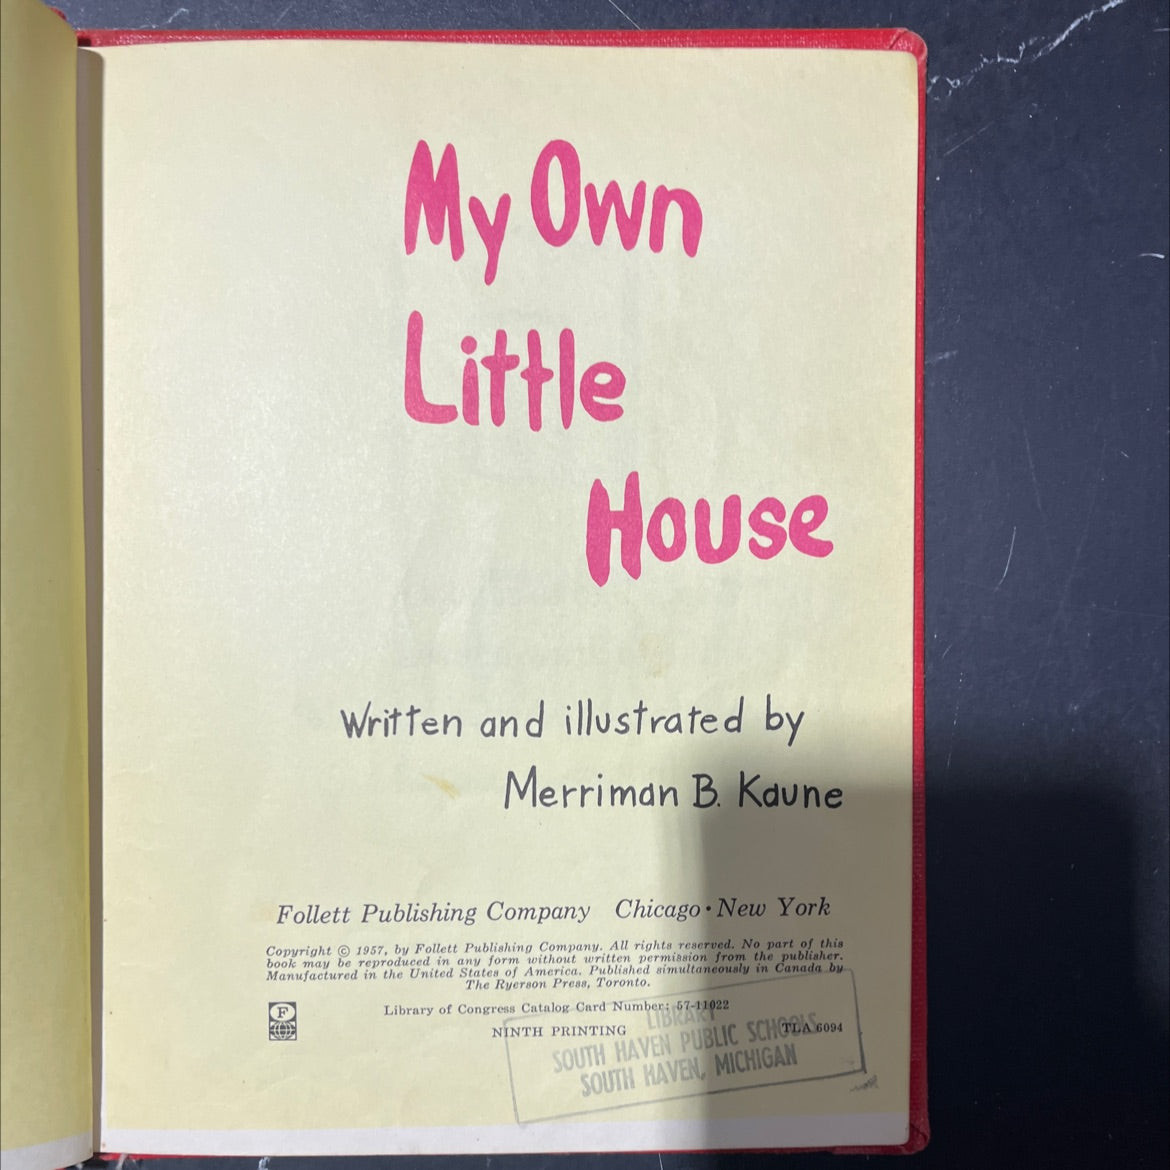 My Own
Little
House
Written and illustrated by
Merriman B. Kaune
Follett Publishing Company Chicago • New York
Copyright © 1957, by Follett Publishing Company. All rights reserved. No part of this
book may be reproduced in any form without written permission from the publisher.
Manufactured in the United States of America. Published simultaneously in Canada by
The Ryerson Press, Toronto.
F
Library of Congress Catalog Card Number: 57-11022
NINTH PRINTING TLA 6094
LIBRARY
SOUTH HAVEN PUBLIC SCHOOLS
SOUTH HAVEN, MICHIGAN